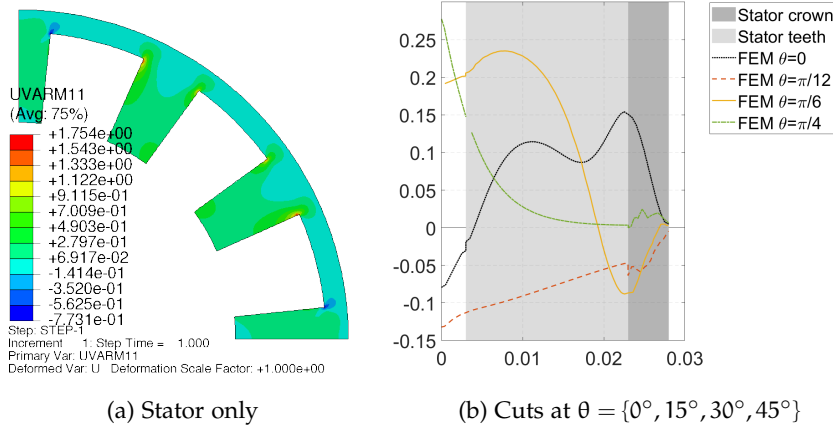 UVARM11
(Avg: 75%)
+1.754e+00
+1.543e+00
+1.333e+00
+1.122e+00
+9.115e-01
+7.009e-01
+4.903e-01
+2.797e-01
+6.917e-02
-1.414e-01
-3.520e-01
-5.625e-01
-7.731e-01
Step: STEP-1
Increment 1: Step Time = 1.000
Primary Var: UVARM11
Deformed Var: U Deformation Scale Factor: +1.000e+00
(a) Stator only
0.25
0.2
0.15
0.1
0.05
0
-0.05
-0.1
-0.15
0
0.01
0.02
0.03
Stator crown
Stator teeth
FEM θ=0
FEM θ=π/12
FEM θ=π/6
FEM θ=π/4
(b) Cuts at θ = {0°, 15°, 30°, 45°}